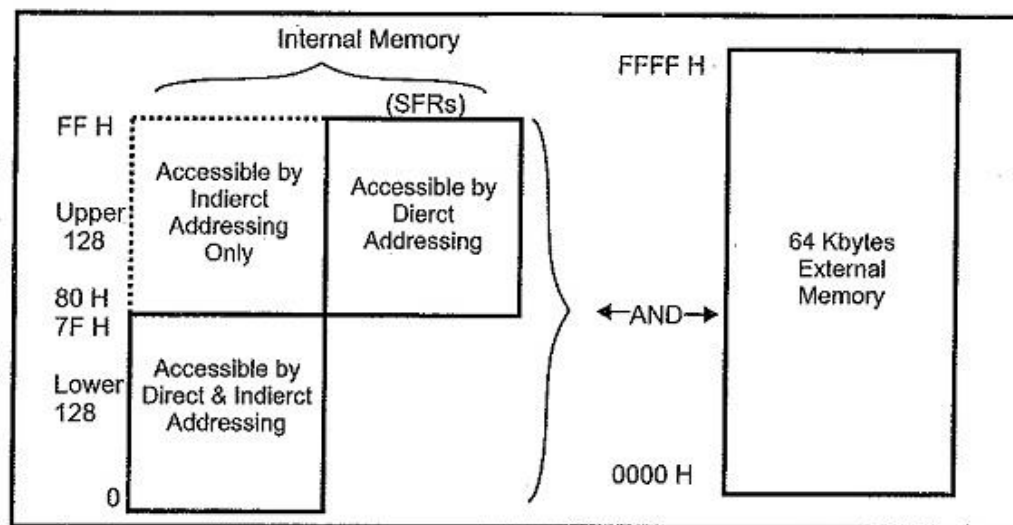 Internal Memory
(SFRs)
FF H
Accessible by
Indierct
Addressing
Only
Accessible by
Dierct
Addressing
Upper
128
80 H
7F H
Accessible by
Direct & Indierct
Addressing
Lower
128
0
AND
FFFF H
64 Kbytes
External
Memory
0000 H